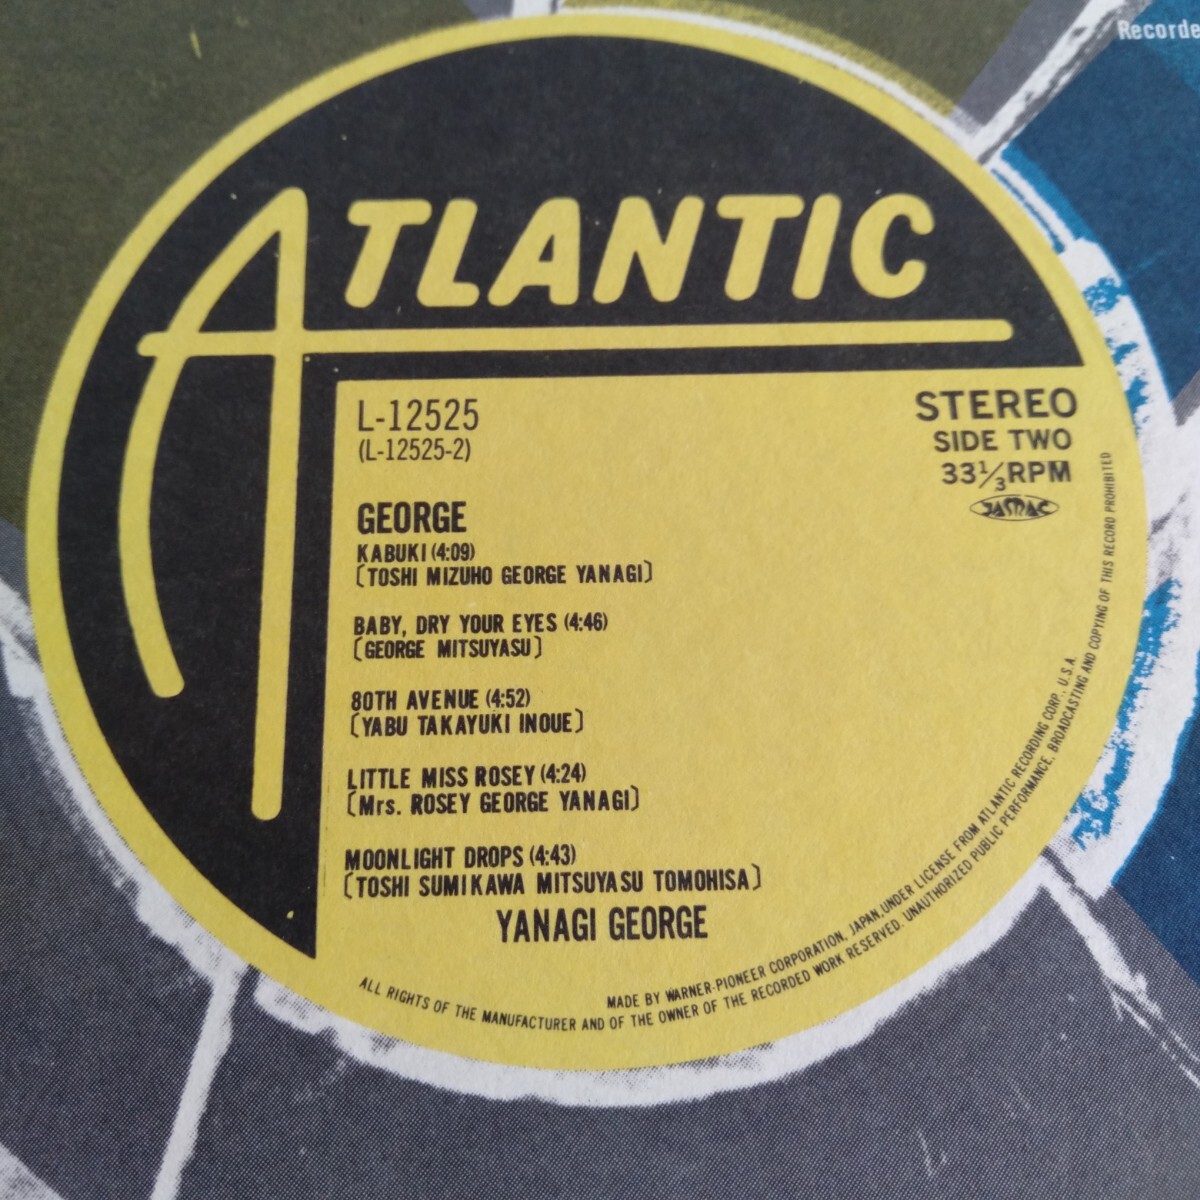 Recorde
ATLANTIC
L-12525
(L-12525-2)
STEREO
SIDE TWO
33 1/3 RPM
JASRAC
GEORGE
KABUKI (4:09)
[TOSHI MIZUHO GEORGE YANAGI]
BABY, DRY YOUR EYES (4:46)
[GEORGE MITSUYASU]
80TH AVENUE (4:52)
[YABU TAKAYUKI INOUE]
LITTLE MISS ROSEY (4:24)
[Mrs. ROSEY GEORGE YANAGI]
MOONLIGHT DROPS (4:43)
[TOSHI SUMIKAWA MITSUYASU TOMOHISA]
YANAGI GEORGE
MADE BY WARNER-PIONEER CORPORATION, JAPAN, UNDER LICENSE FROM ATLANTIC RECORDING CORP., U.S.A.
ALL RIGHTS OF THE MANUFACTURER AND OF THE OWNER OF THE RECORDED WORK RESERVED. UNAUTHORIZED PUBLIC PERFORMANCE, BROADCASTING AND COPYING OF THIS RECORD PROHIBITED